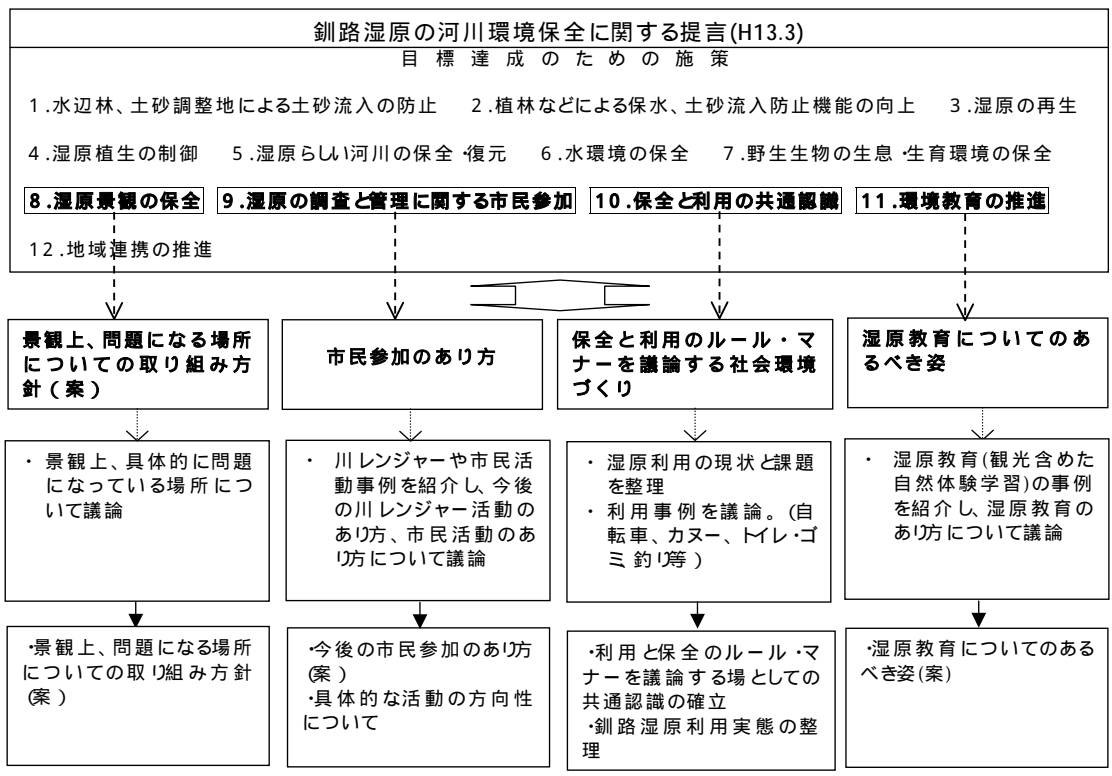 釧路湿原の河川環境保全に関する提言(H13.3)
目標達成のための施策
1.水辺林、土砂調整地による土砂流入の防止 2.植林などによる保水、土砂流入防止機能の向上 3.湿原の再生
4.湿原植生の制御 5.湿原らしい河川の保全・復元 6.水環境の保全 7.野生生物の生息・生育環境の保全
8.湿原景観の保全 9.湿原の調査と管理に関する市民参加 10.保全と利用の共通認識 11.環境教育の推進
12.地域連携の推進
景観上、問題になる場所
についての取り組み方
針(案)
市民参加のあり方
保全と利用のルール・マ
ナーを議論する社会環境
づくり
湿原教育についてのあ
るべき姿
・ 景観上、具体的に問題
になっている場所につ
いて議論
・ 川レンジャーや市民活
動事例を紹介し、今後
の川レンジャー活動の
あり方、市民活動のあ
り方について議論
・ 湿原利用の現状と課題
を整理
・ 利用事例を議論。(自
転車、カヌー、トイレ・ゴ
ミ、釣り等)
・ 湿原教育(観光含めた
自然体験学習)の事例
を紹介し、湿原教育の
あり方について議論
・景観上、問題になる場所
についての取り組み方針
(案)
・今後の市民参加のあり方
(案)
・具体的な活動の方向性
について
・利用と保全のルール・マ
ナーを議論する場としての
共通認識の確立
・釧路湿原利用実態の整
理
・湿原教育についてのある
べき姿(案)